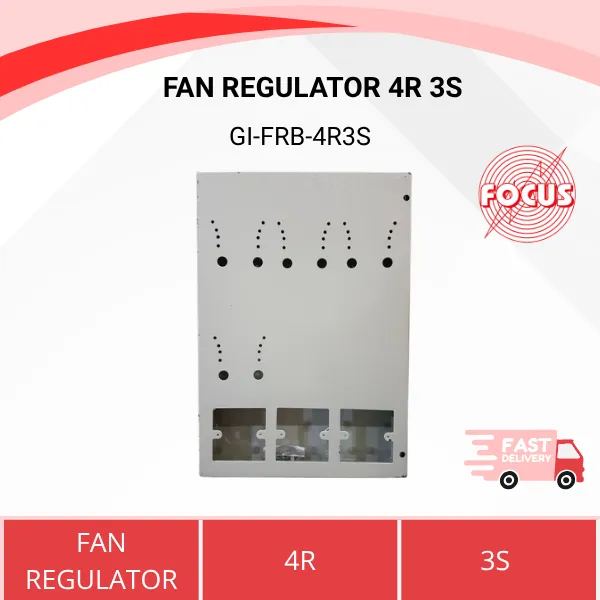 FAN REGULATOR 4R 3S
GI-FRB-4R3S
FOCUS
FAST
DELIVERY
FAN
REGULATOR
4R
3S